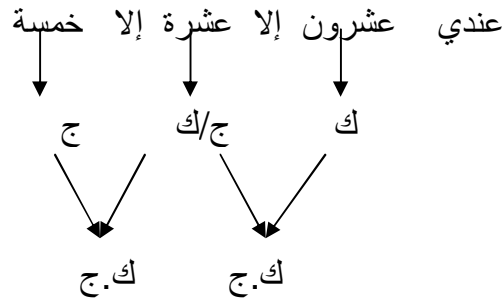 عندي عشرون إلا عشرة إلا خمسة
ك ج/ك ج
ك.ج ك.ج